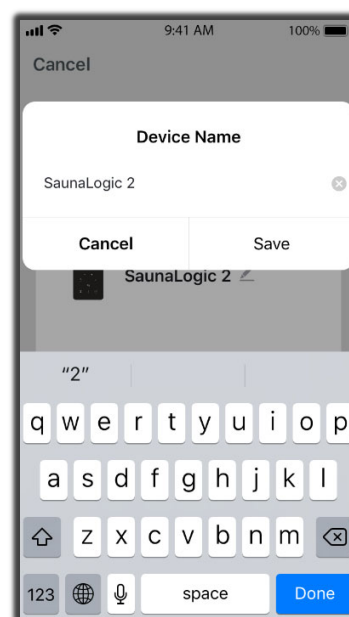 9:41 AM 100%
Cancel
Device Name
SaunaLogic 2
Cancel Save
SaunaLogic 2
“2”
q w e r t y u i o p
a s d f g h j k l
z x c v b n m
123 space Done